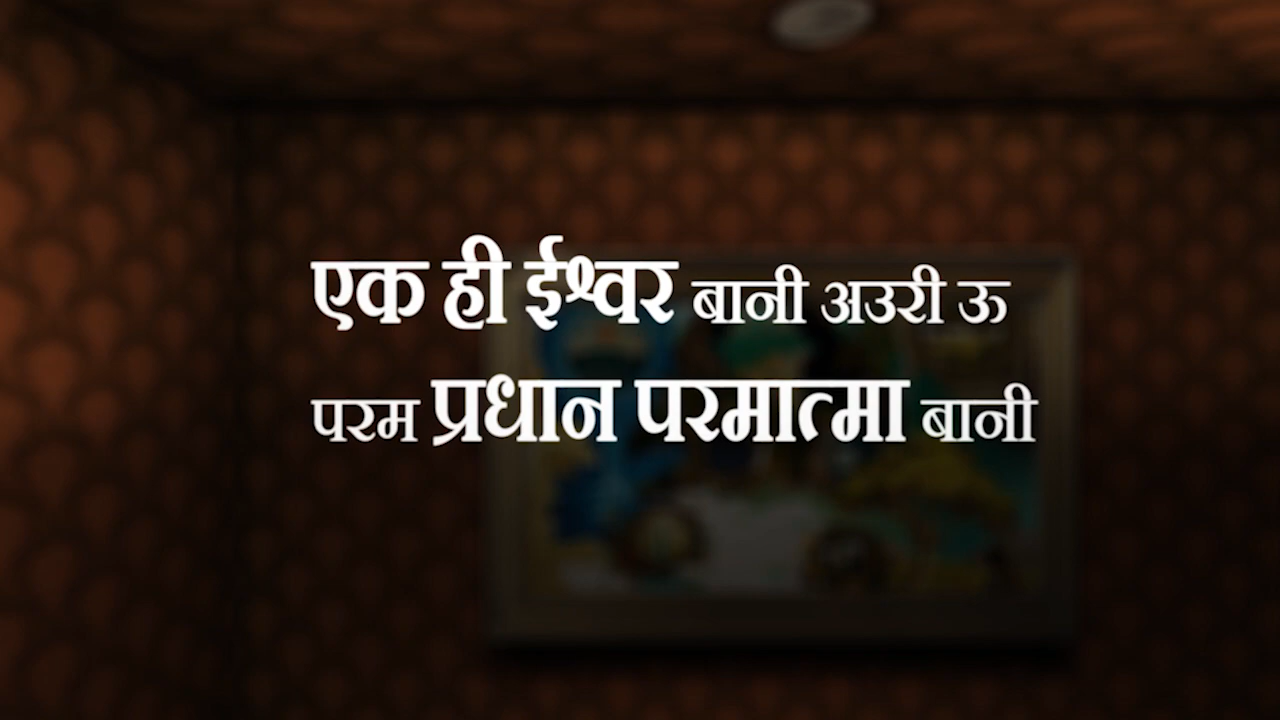 एक ही ईश्वर बानी अउरी ऊ
परम प्रधान परमात्मा बानी